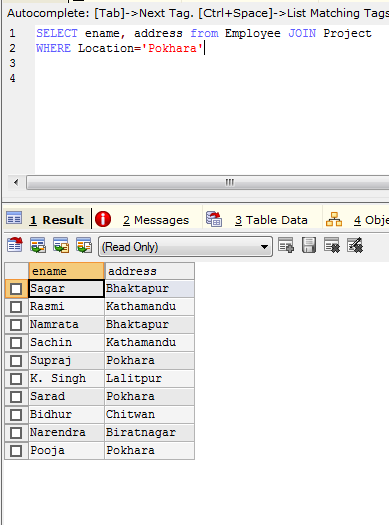 Autocomplete: [Tab]->Next Tag. [Ctrl+Space]->List Matching Tags
1 SELECT ename, address from Employee JOIN Project
2 WHERE Location='Pokhara'
3
4
1 Result 2 Messages 3 Table Data 4 Obje
(Read Only)
ename address
Sagar Bhaktapur
Rasmi Kathamandu
Namrata Bhaktapur
Sachin Kathamandu
Supraj Pokhara
K. Singh Lalitpur
Sarad Pokhara
Bidhur Chitwan
Narendra Biratnagar
Pooja Pokhara